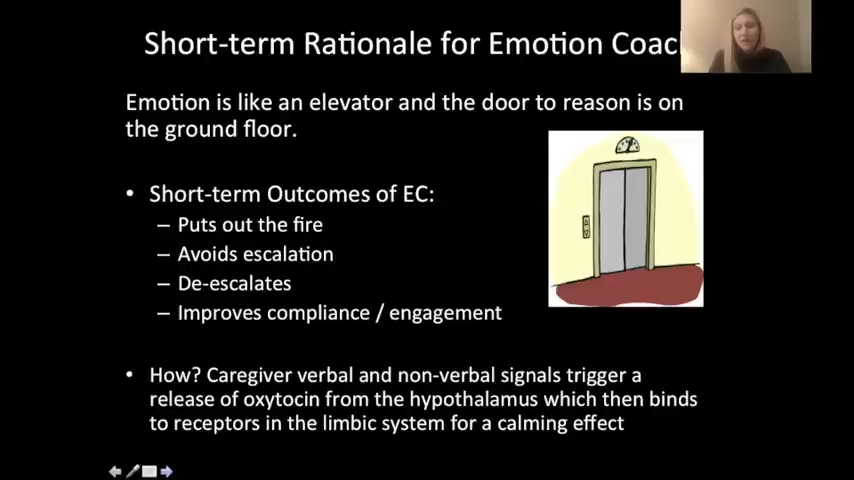 Short-term Rationale for Emotion Coac
Emotion is like an elevator and the door to reason is on
the ground floor.
• Short-term Outcomes of EC:
– Puts out the fire
– Avoids escalation
– De-escalates
– Improves compliance / engagement
• How? Caregiver verbal and non-verbal signals trigger a
release of oxytocin from the hypothalamus which then binds
to receptors in the limbic system for a calming effect